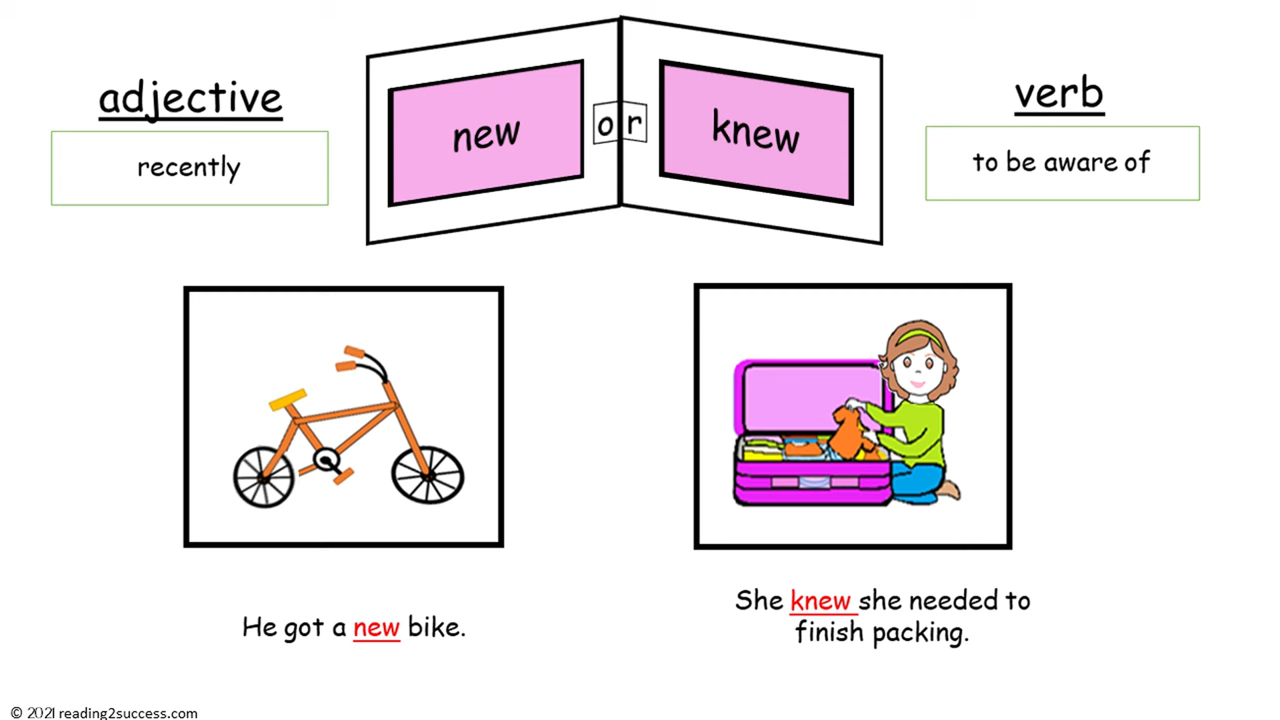 adjective
recently
new
or
knew
verb
to be aware of
He got a new bike.
She knew she needed to
finish packing.
© 2021 reading2success.com